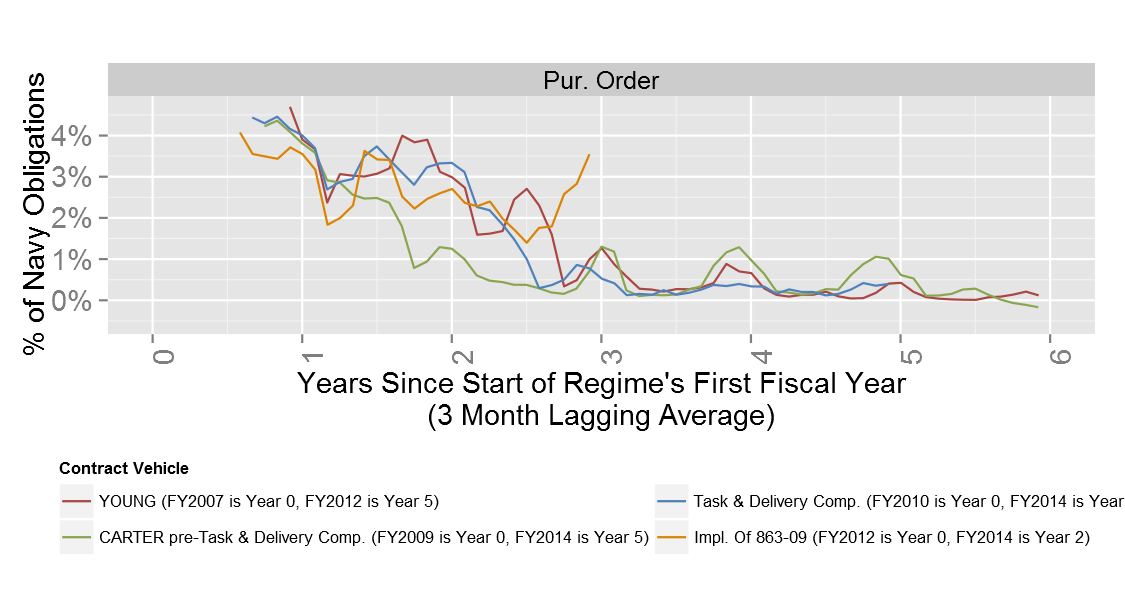 Pur. Order
% of Navy Obligations
4%
3%
2%
1%
0%
0 1 2 3 4 5 6
Years Since Start of Regime's First Fiscal Year
(3 Month Lagging Average)
Contract Vehicle
YOUNG (FY2007 is Year 0, FY2012 is Year 5)
Task & Delivery Comp. (FY2010 is Year 0, FY2014 is Year
CARTER pre-Task & Delivery Comp. (FY2009 is Year 0, FY2014 is Year 5)
Impl. Of 863-09 (FY2012 is Year 0, FY2014 is Year 2)